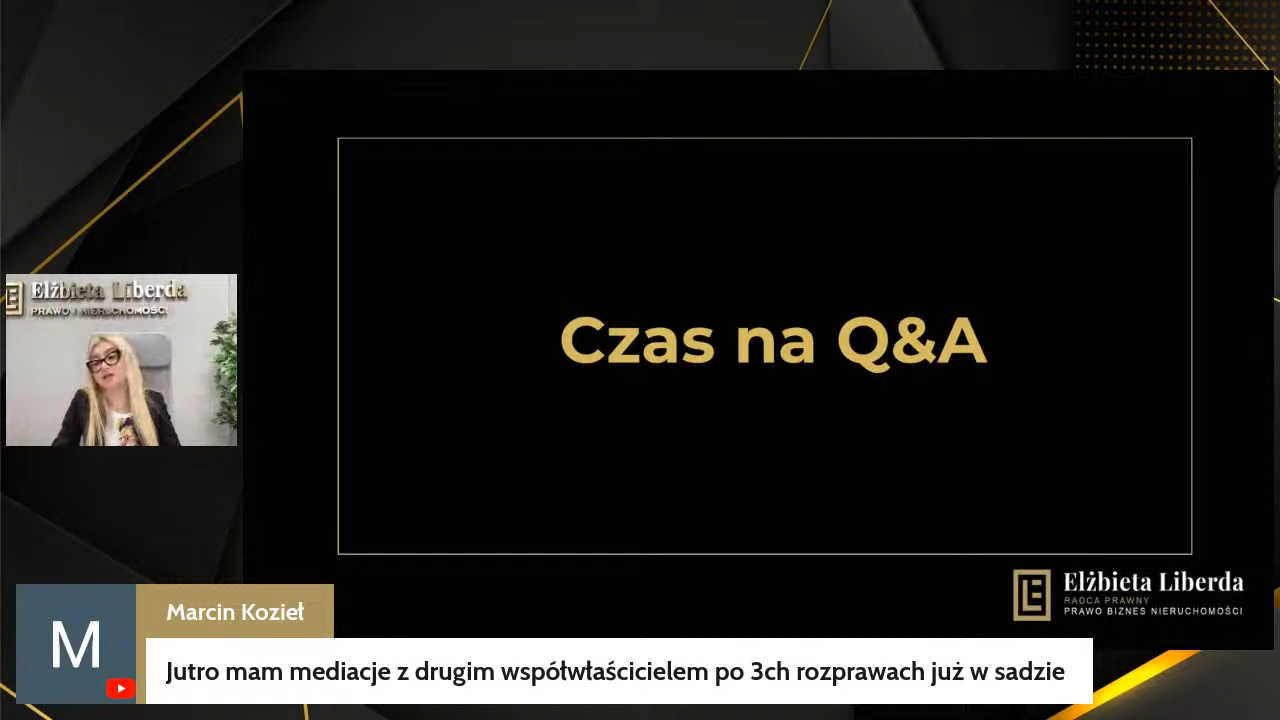 Elżbieta Liberda
PRAWO I NIERUCHOMOŚCI
Czas na Q&A
Elżbieta Liberda
RADCA PRAWNY
PRAWO BIZNES NIERUCHOMOŚCI
M
Marcin Kozieł
Jutro mam mediacje z drugim współwłaścicielem po 3ch rozprawach już w sadzie